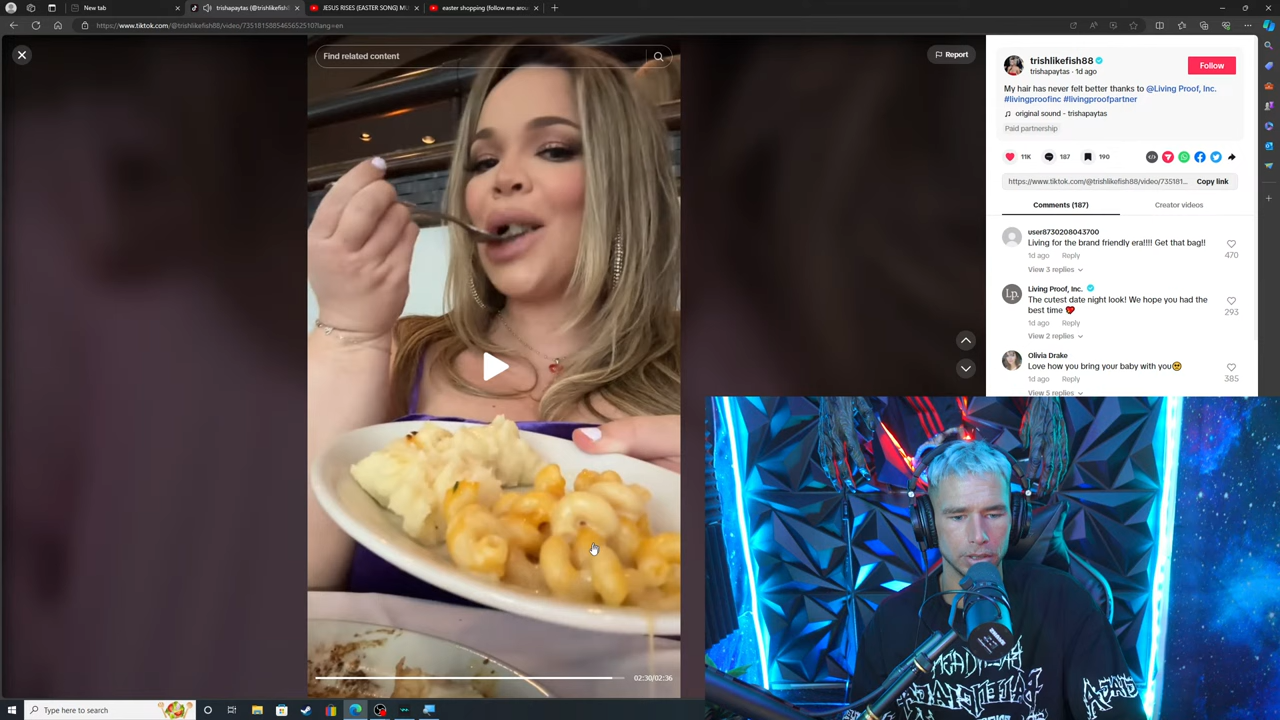 New tab
trishapaytas (@trishlikefish8
JESUS RISES (EASTER SONG) MU
easter shopping (follow me arou
https://www.tiktok.com/@trishlikefish88/video/7351815885465652510?lang=en
Find related content
Report
trishlikefish88
trishapaytas · 1d ago
Follow
My hair has never felt better thanks to @Living Proof, Inc.
#livingproofinc #livingproofpartner
original sound - trishapaytas
Paid partnership
11K 187 190
https://www.tiktok.com/@trishlikefish88/video/735181...
Copy link
Comments (187)
Creator videos
user8730208043700
Living for the brand friendly era!!!! Get that bag!!
470
1d ago Reply
View 3 replies
Lp.
Living Proof, Inc.
The cutest date night look! We hope you had the
best time
293
1d ago Reply
View 2 replies
Olivia Drake
Love how you bring your baby with you
385
1d ago Reply
View 5 replies
02:30/02:36
Type here to search